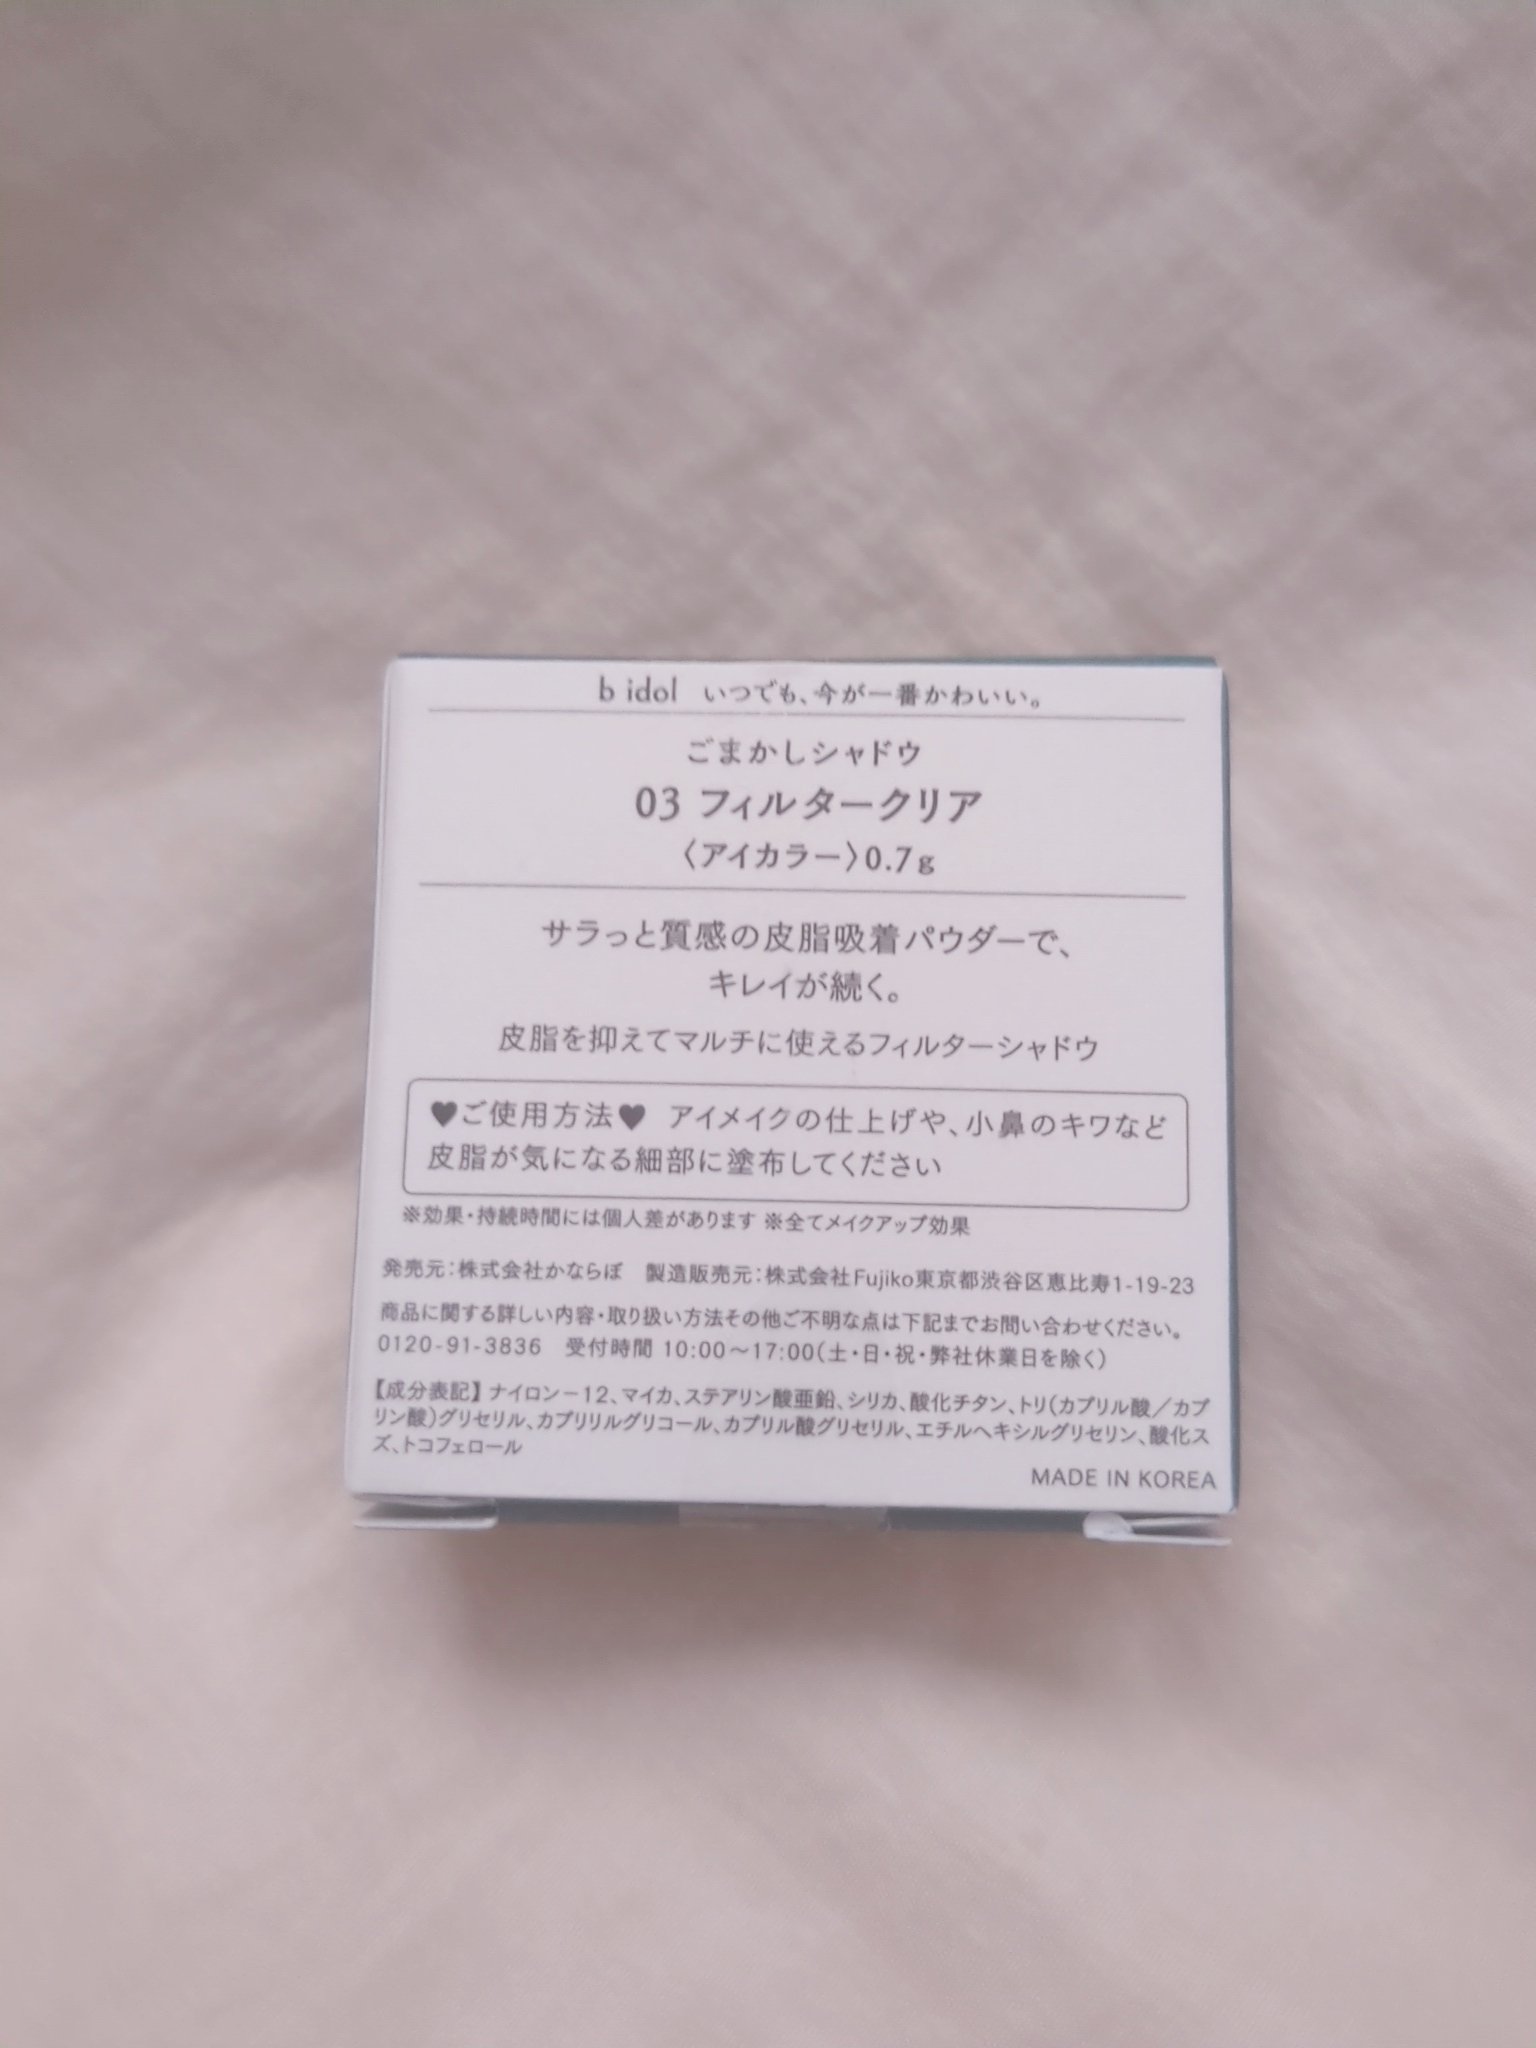 b idol いつでも、今が一番かわいい。
ごまかしシャドウ
03 フィルタークリア
〈アイカラー〉0.7g
サラっと質感の皮脂吸着パウダーで、
キレイが続く。
皮脂を抑えてマルチに使えるフィルターシャドウ
♥ご使用方法♥ アイメイクの仕上げや、小鼻のキワなど
皮脂が気になる細部に塗布してください
※効果・持続時間には個人差があります ※全てメイクアップ効果
発売元:株式会社かならぼ 製造販売元:株式会社Fujiko東京都渋谷区恵比寿1-19-23
商品に関する詳しい内容・取り扱い方法その他ご不明な点は下記までお問い合わせください。
0120-91-3836 受付時間 10:00～17:00(土・日・祝・弊社休業日を除く)
【成分表記】ナイロン－12、マイカ、ステアリン酸亜鉛、シリカ、酸化チタン、トリ(カプリル酸／カプ
リン酸)グリセリル、カプリリルグリコール、カプリル酸グリセリル、エチルヘキシルグリセリン、酸化ス
ズ、トコフェロール
MADE IN KOREA